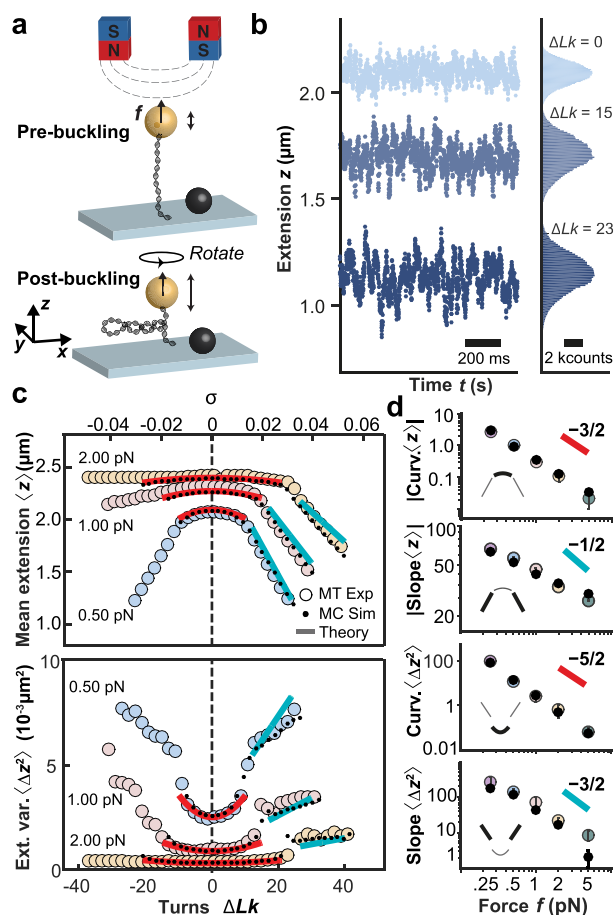 a
S
N
N
S
f
Pre-buckling
Rotate
Post-buckling
z
y
x
b
Extension z (µm)
2.0
1.5
1.0
200 ms
Time t (s)
ΔLk = 0
ΔLk = 15
ΔLk = 23
2 kcounts
c
σ
-0.04 -0.02 0 0.02 0.04 0.06
Mean extension ⟨z⟩ (µm)
2.5
2.0
1.5
1.0
2.00 pN
1.00 pN
0.50 pN
MT Exp
MC Sim
Theory
Ext. var. ⟨Δz²⟩ (10⁻³µm²)
10
5
0
0.50 pN
1.00 pN
2.00 pN
-40 -20 0 20 40
Turns ΔLk
d
|Curv.⟨z⟩|
10
1.0
0.1
−3/2
|Slope⟨z⟩|
100
50
20
−1/2
Curv. ⟨Δz²⟩
100
1
0.01
−5/2
Slope ⟨Δz²⟩
100
10
1
−3/2
.25 .5 1 2 5
Force f (pN)